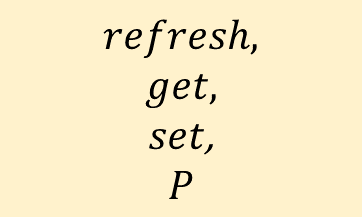 refresh,
get,
set,
P